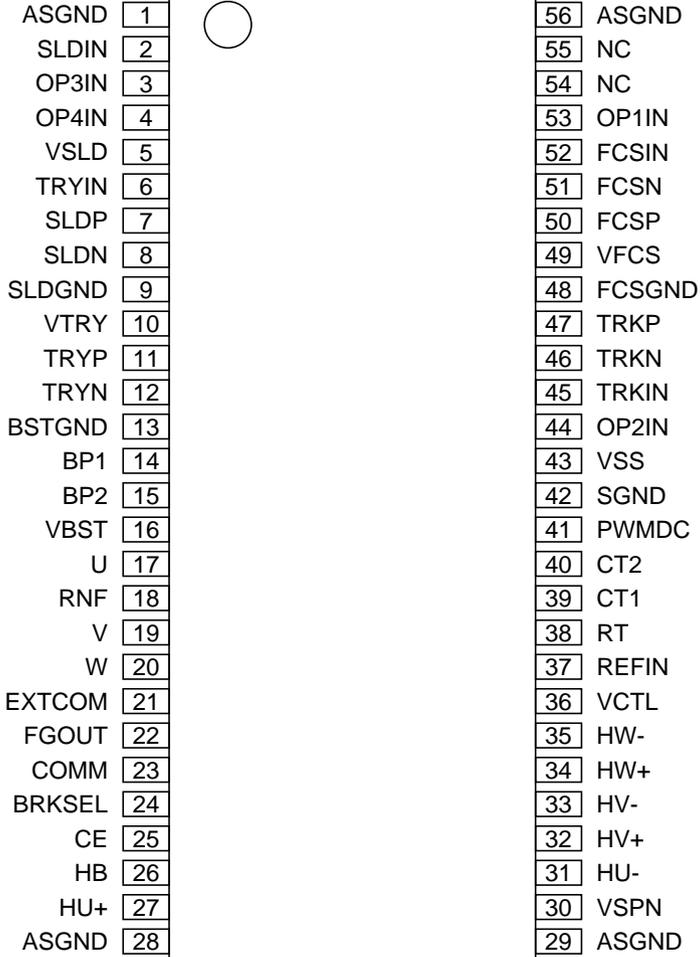 ASGND 1 56 ASGND
SLDIN 2 55 NC
OP3IN 3 54 NC
OP4IN 4 53 OP1IN
VSLD 5 52 FCSIN
TRYIN 6 51 FCSN
SLDP 7 50 FCSP
SLDN 8 49 VFCS
SLDGND 9 48 FCSGND
VTRY 10 47 TRKP
TRYP 11 46 TRKN
TRYN 12 45 TRKIN
BSTGND 13 44 OP2IN
BP1 14 43 VSS
BP2 15 42 SGND
VBST 16 41 PWMDC
U 17 40 CT2
RNF 18 39 CT1
V 19 38 RT
W 20 37 REFIN
EXTCOM 21 36 VCTL
FGOUT 22 35 HW-
COMM 23 34 HW+
BRKSEL 24 33 HV-
CE 25 32 HV+
HB 26 31 HU-
HU+ 27 30 VSPN
ASGND 28 29 ASGND